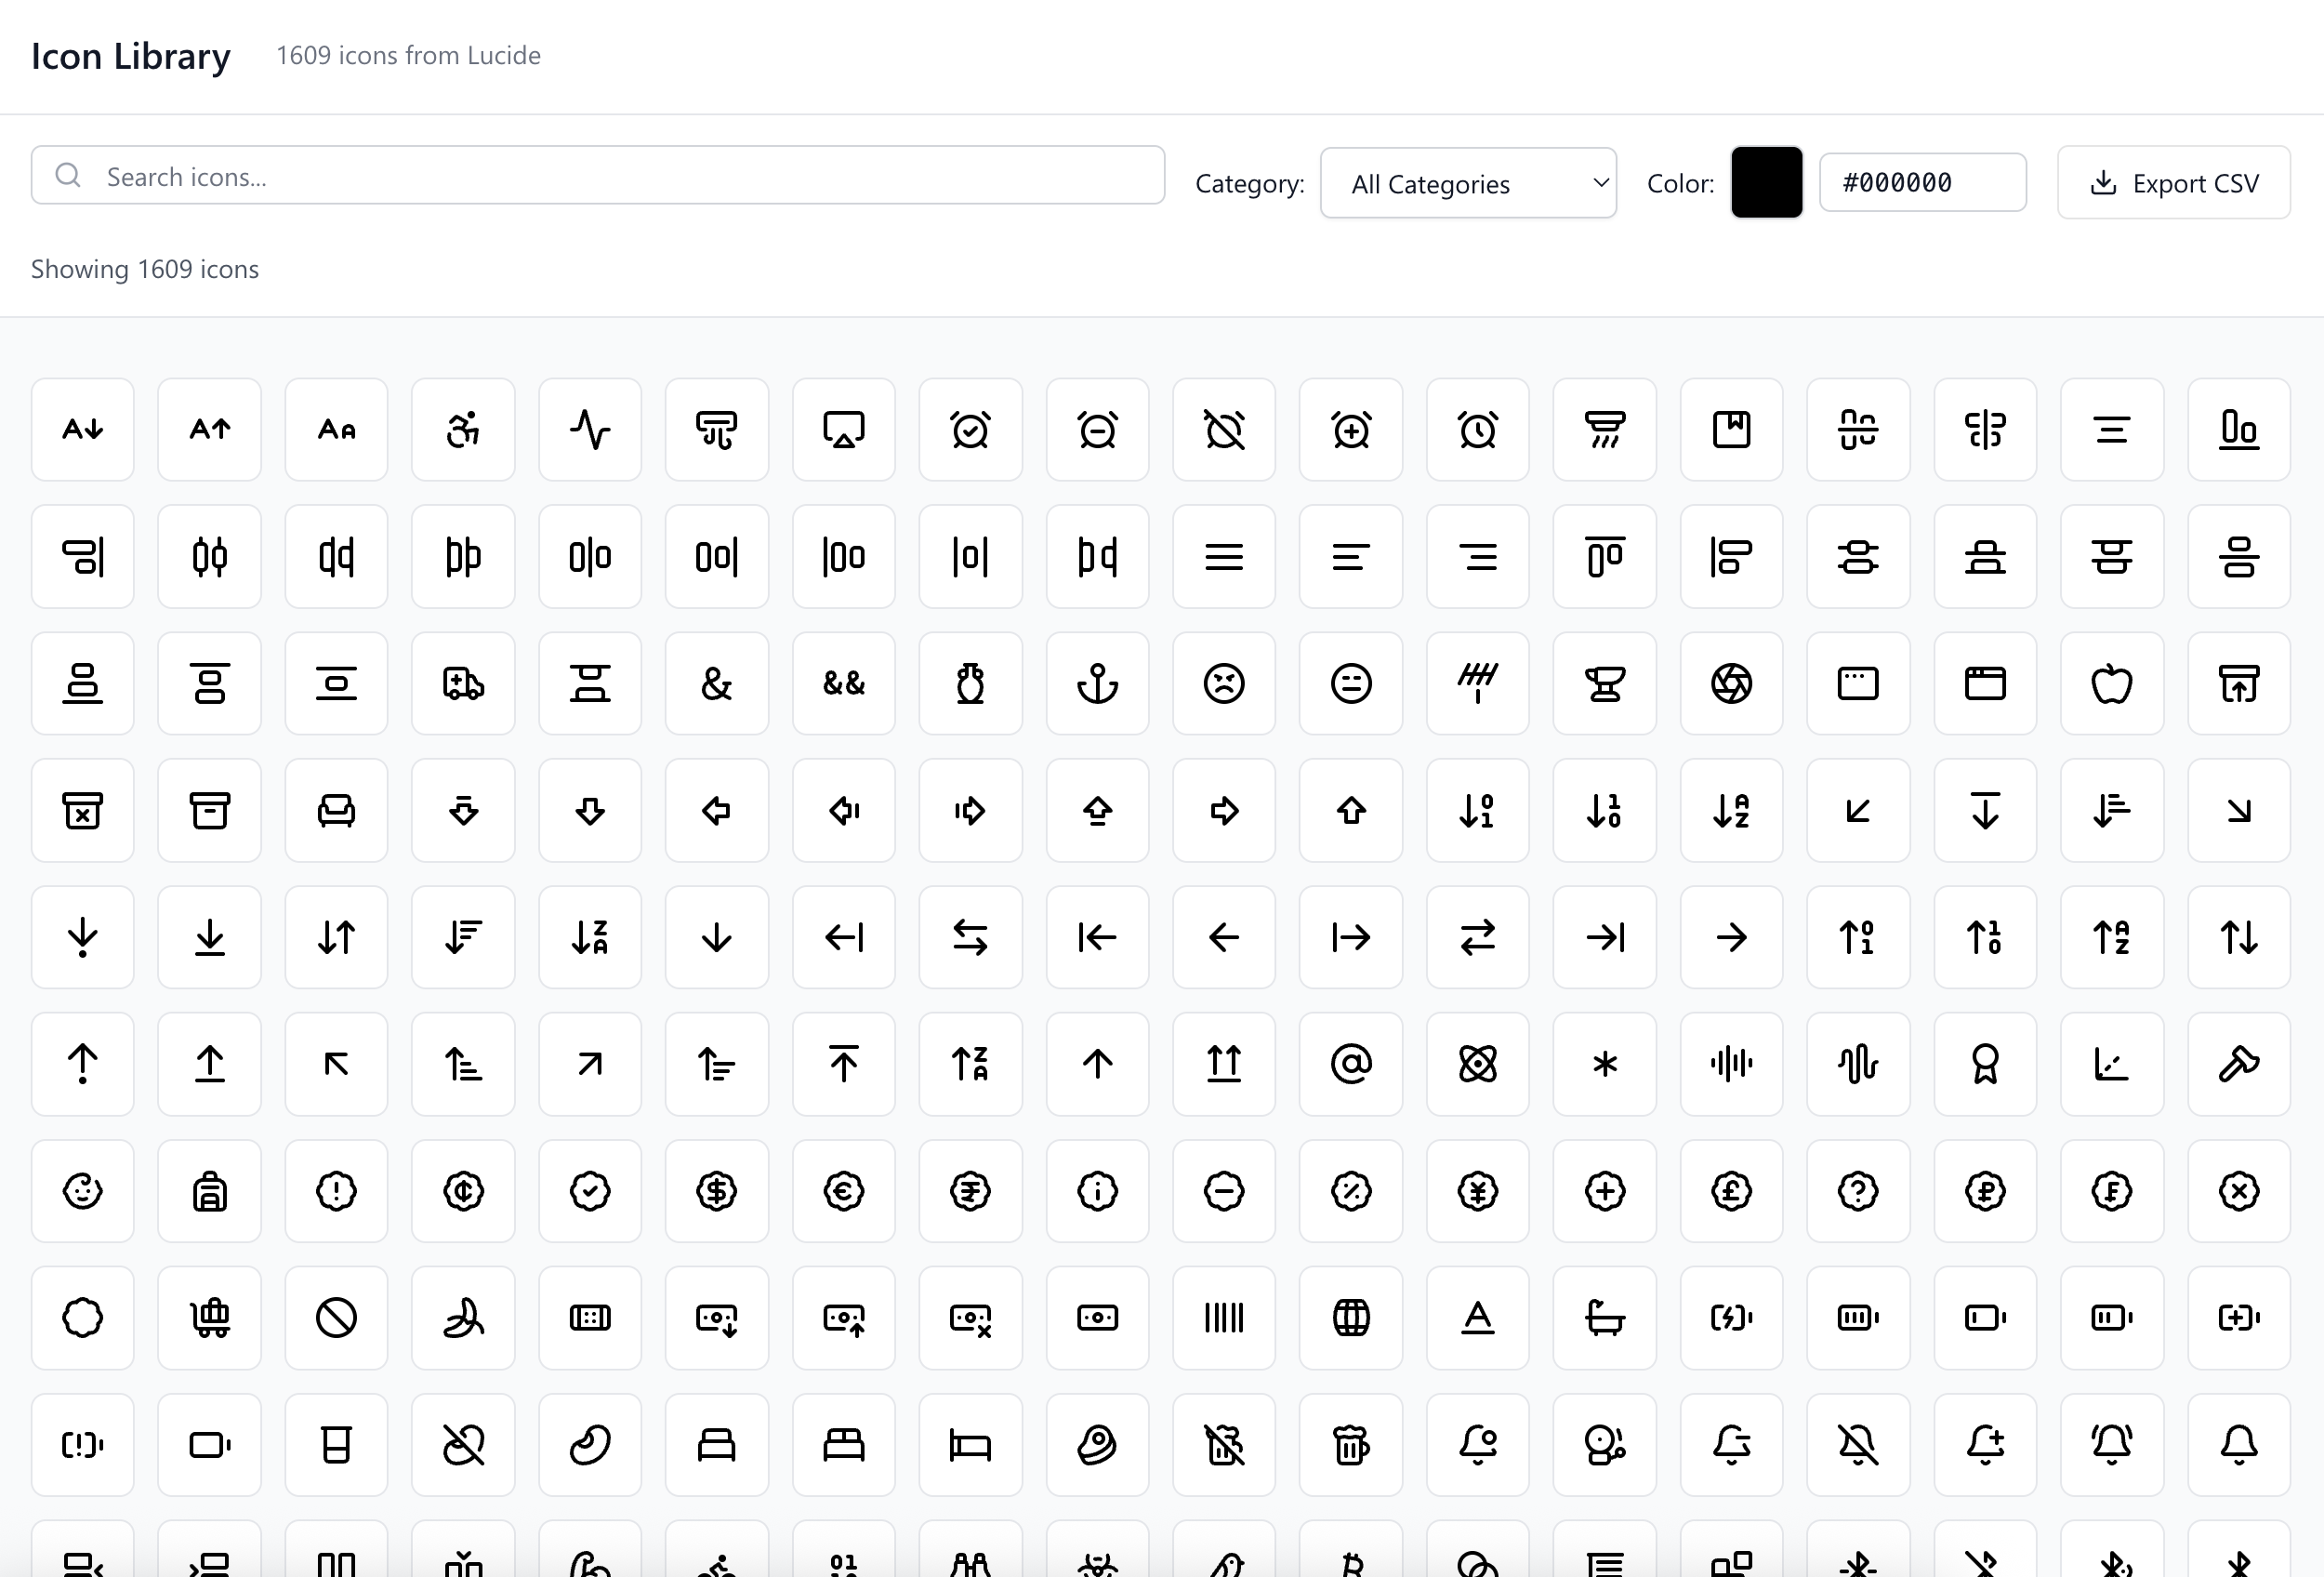 Icon Library
1609 icons from Lucide
Search icons...
Category:
All Categories
Color:
#000000
Export CSV
Showing 1609 icons